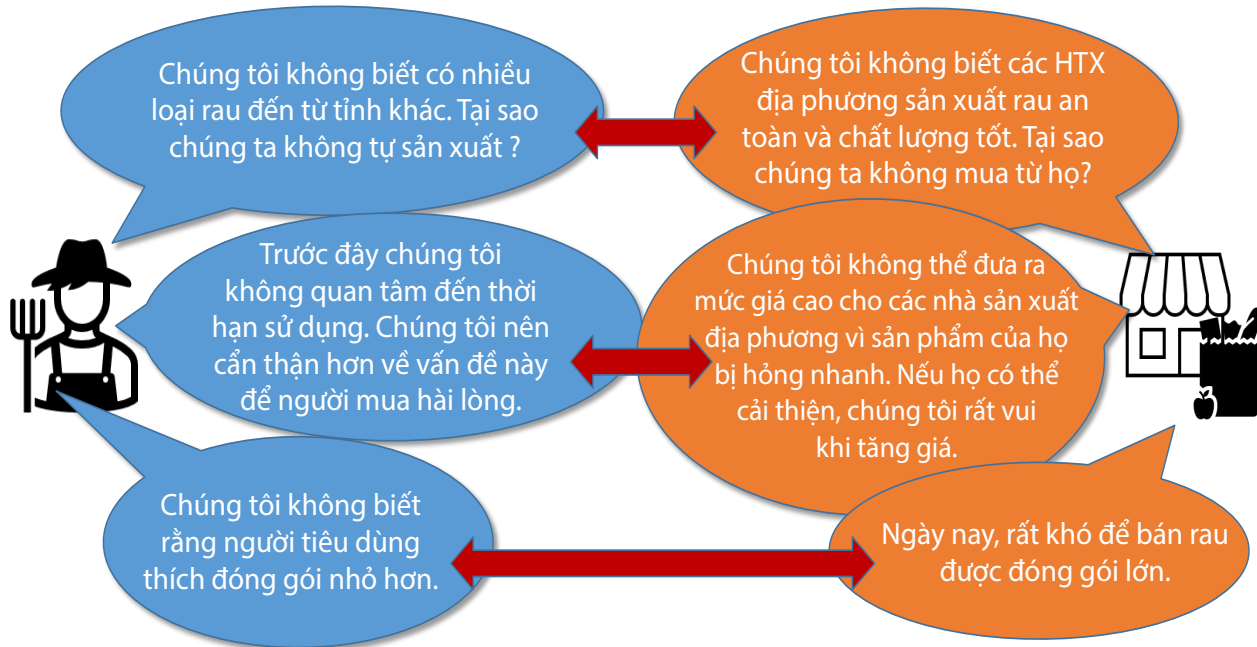 Chúng tôi không biết có nhiều
loại rau đến từ tỉnh khác. Tại sao
chúng ta không tự sản xuất ?
Chúng tôi không biết các HTX
địa phương sản xuất rau an
toàn và chất lượng tốt. Tại sao
chúng ta không mua từ họ?
Trước đây chúng tôi
không quan tâm đến thời
hạn sử dụng. Chúng tôi nên
cẩn thận hơn về vấn đề này
để người mua hài lòng.
Chúng tôi không thể đưa ra
mức giá cao cho các nhà sản xuất
địa phương vì sản phẩm của họ
bị hỏng nhanh. Nếu họ có thể
cải thiện, chúng tôi rất vui
khi tăng giá.
Chúng tôi không biết
rằng người tiêu dùng
thích đóng gói nhỏ hơn.
Ngày nay, rất khó để bán rau
được đóng gói lớn.